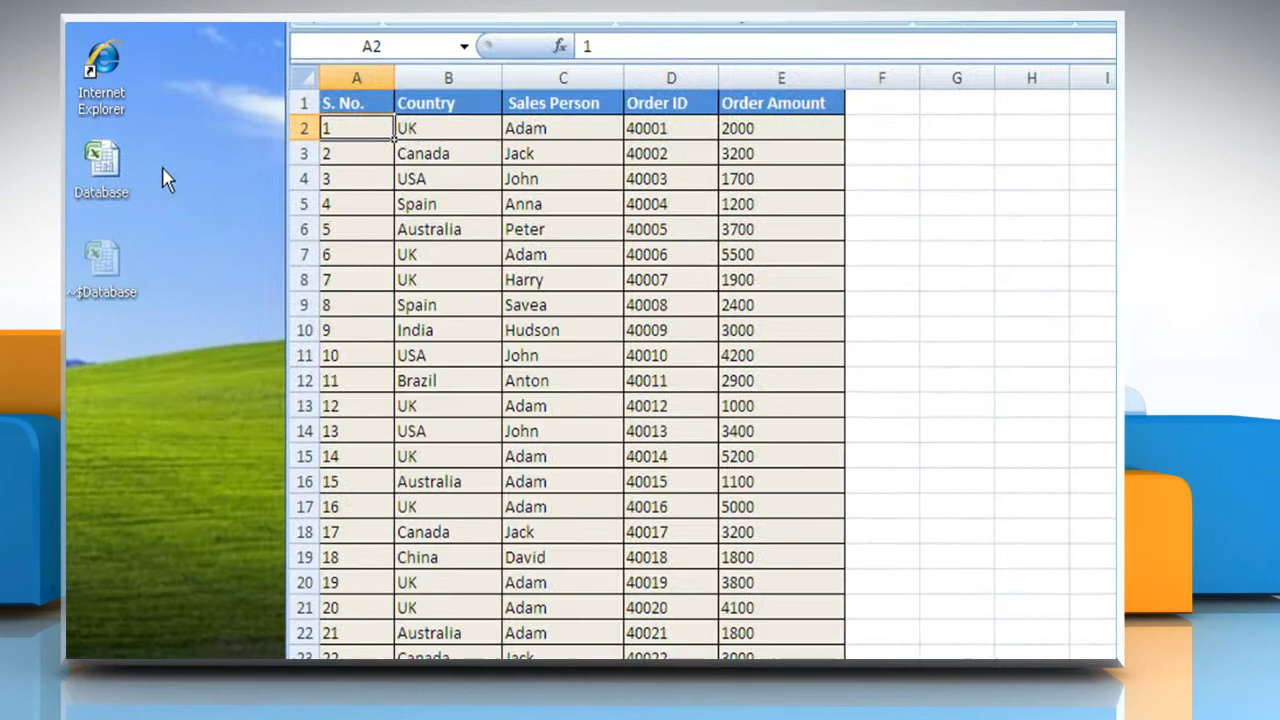 Internet
Explorer
Database
~$Database
A2 fx 1
A B C D E F G H I
1 S. No. Country Sales Person Order ID Order Amount
2 1 UK Adam 40001 2000
3 2 Canada Jack 40002 3200
4 3 USA John 40003 1700
5 4 Spain Anna 40004 1200
6 5 Australia Peter 40005 3700
7 6 UK Adam 40006 5500
8 7 UK Harry 40007 1900
9 8 Spain Savea 40008 2400
10 9 India Hudson 40009 3000
11 10 USA John 40010 4200
12 11 Brazil Anton 40011 2900
13 12 UK Adam 40012 1000
14 13 USA John 40013 3400
15 14 UK Adam 40014 5200
16 15 Australia Adam 40015 1100
17 16 UK Adam 40016 5000
18 17 Canada Jack 40017 3200
19 18 China David 40018 1800
20 19 UK Adam 40019 3800
21 20 UK Adam 40020 4100
22 21 Australia Adam 40021 1800
23 22 Canada Jack 40022 3000